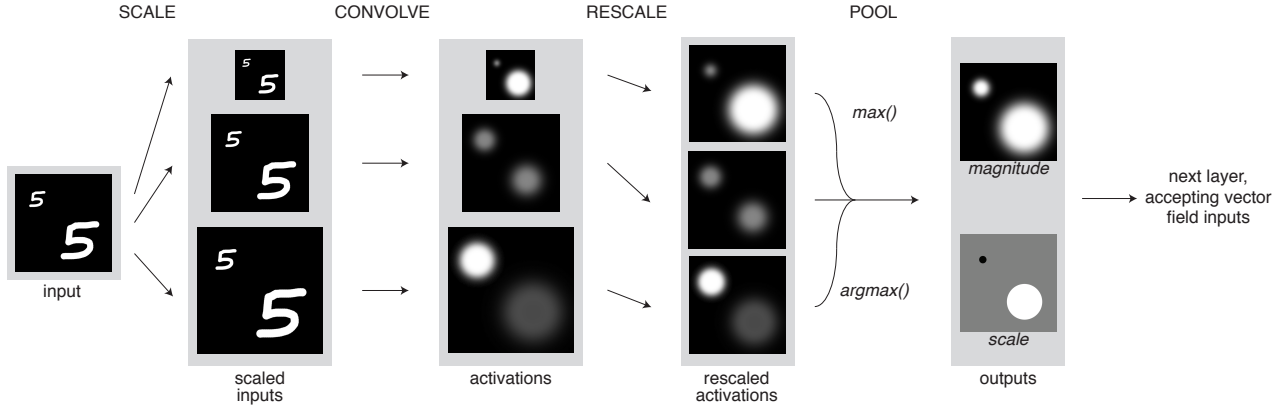 SCALE
CONVOLVE
RESCALE
POOL
5
5
5
5
5
5
5
5
max()
argmax()
magnitude
scale
next layer,
accepting vector
field inputs
input
scaled
inputs
activations
rescaled
activations
outputs